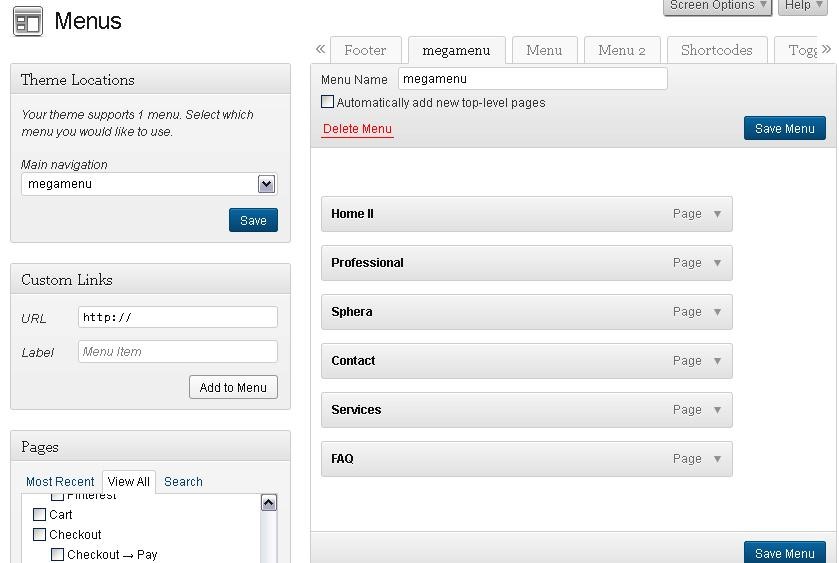 Menus
Screen Options
Help
Theme Locations
Your theme supports 1 menu. Select which
menu you would like to use.
Main navigation
megamenu
Save
Custom Links
URL http://
Label Menu Item
Add to Menu
Pages
Most Recent View All Search
Pinterest
Cart
Checkout
Checkout → Pay
« Footer megamenu Menu Menu 2 Shortcodes Togg »
Menu Name megamenu
Automatically add new top-level pages
Delete Menu Save Menu
Home II Page
Professional Page
Sphera Page
Contact Page
Services Page
FAQ Page
Save Menu